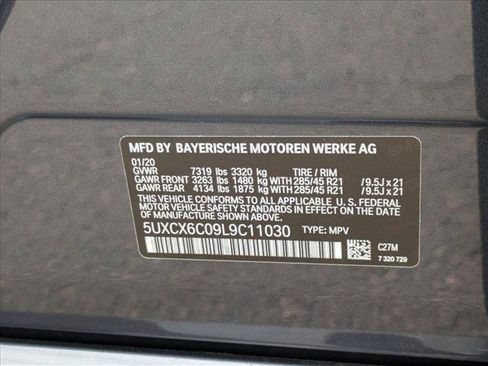 MFD BY BAYERISCHE MOTOREN WERKE AG
01/20
GVWR 7319 lbs 3320 kg TIRE / RIM
GAWR FRONT 3263 lbs 1480 kg WITH 285/45 R21 /9.5J x 21
GAWR REAR 4134 lbs 1875 kg WITH 285/45 R21 /9.5J x 21
THIS VEHICLE CONFORMS TO ALL APPLICABLE FEDERAL
MOTOR VEHICLE SAFETY STANDARDS IN EFFECT ON THE
DATE OF MANUFACTURE SHOWN ABOVE.
5UXCX6C09L9C11030 TYPE: MPV
C27M
7 320 729